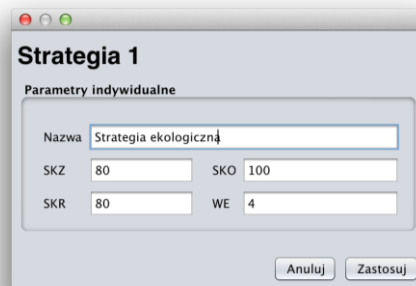 Strategia 1
Parametry indywidualne
Nazwa Strategia ekologiczna
SKZ 80 SKO 100
SKR 80 WE 4
Anuluj Zastosuj